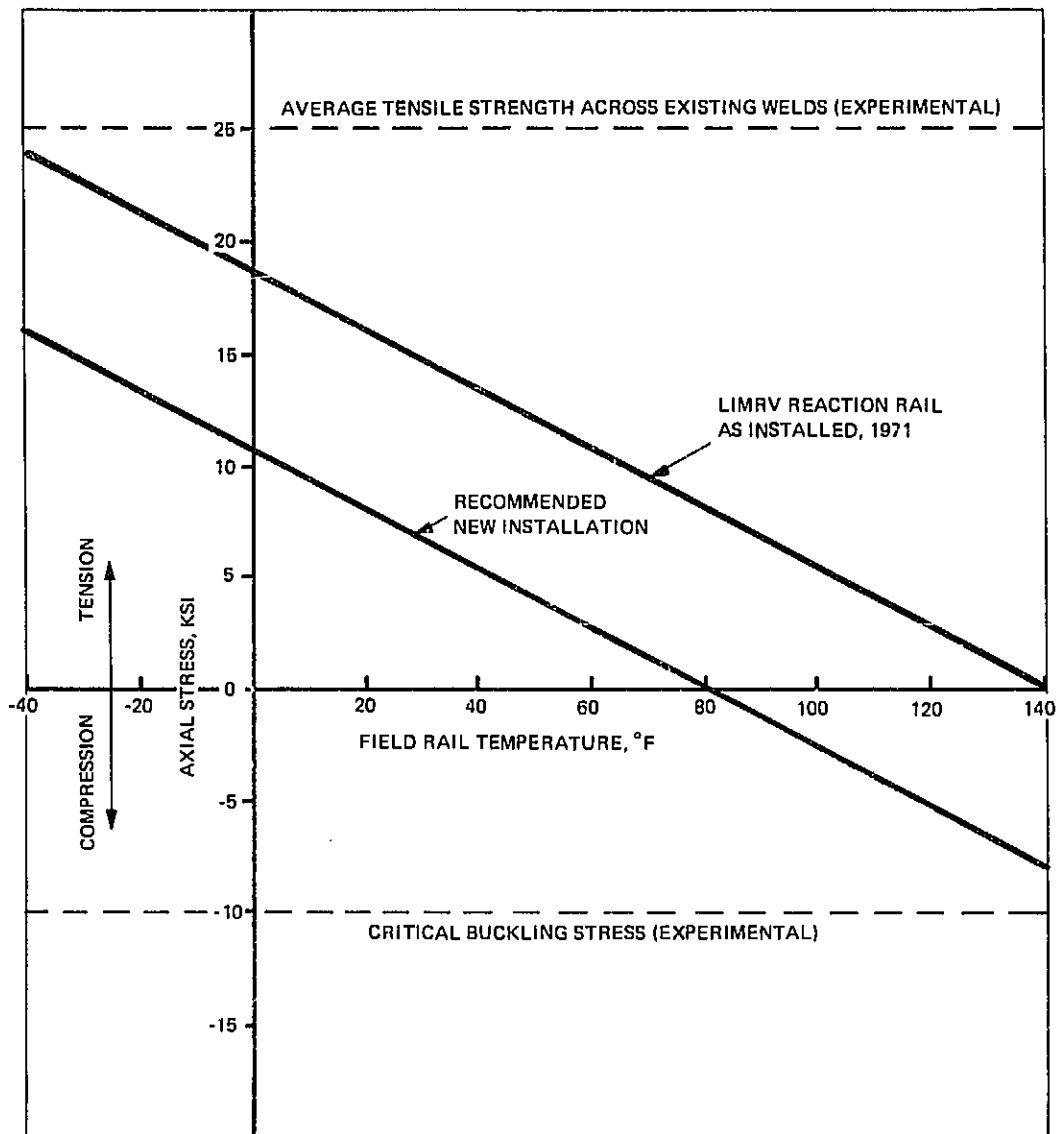 AVERAGE TENSILE STRENGTH ACROSS EXISTING WELDS (EXPERIMENTAL)
25
20
15
10
5
0
-5
-10
-15
LIMRV REACTION RAIL
AS INSTALLED, 1971
RECOMMENDED
NEW INSTALLATION
TENSION
COMPRESSION
AXIAL STRESS, KSI
-40
-20
20
40
60
80
100
120
140
FIELD RAIL TEMPERATURE, °F
CRITICAL BUCKLING STRESS (EXPERIMENTAL)